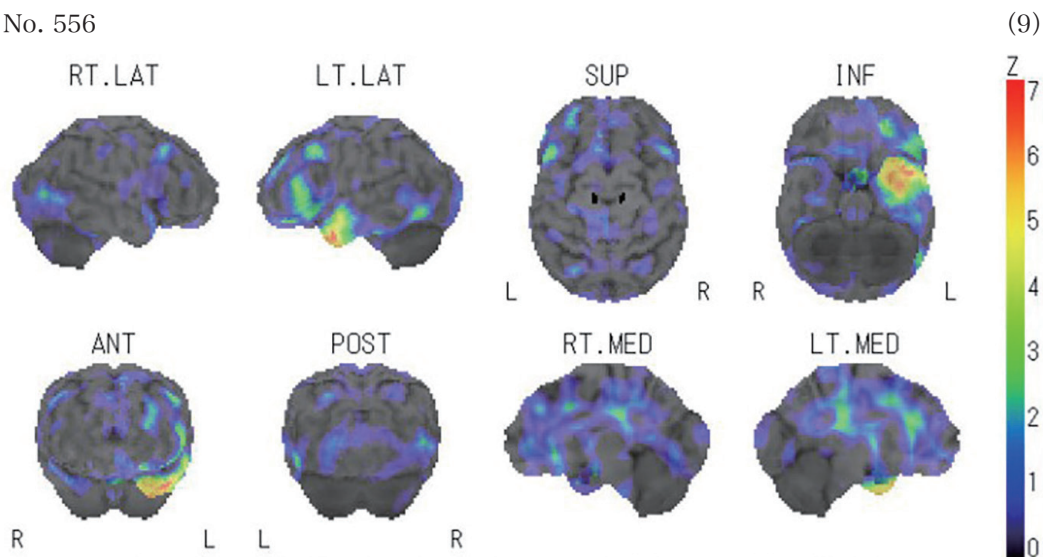 No. 556
(9)
RT.LAT LT.LAT SUP INF
Z
7
6
5
4
3
2
1
0
L R R L
ANT POST RT.MED LT.MED
R L L R